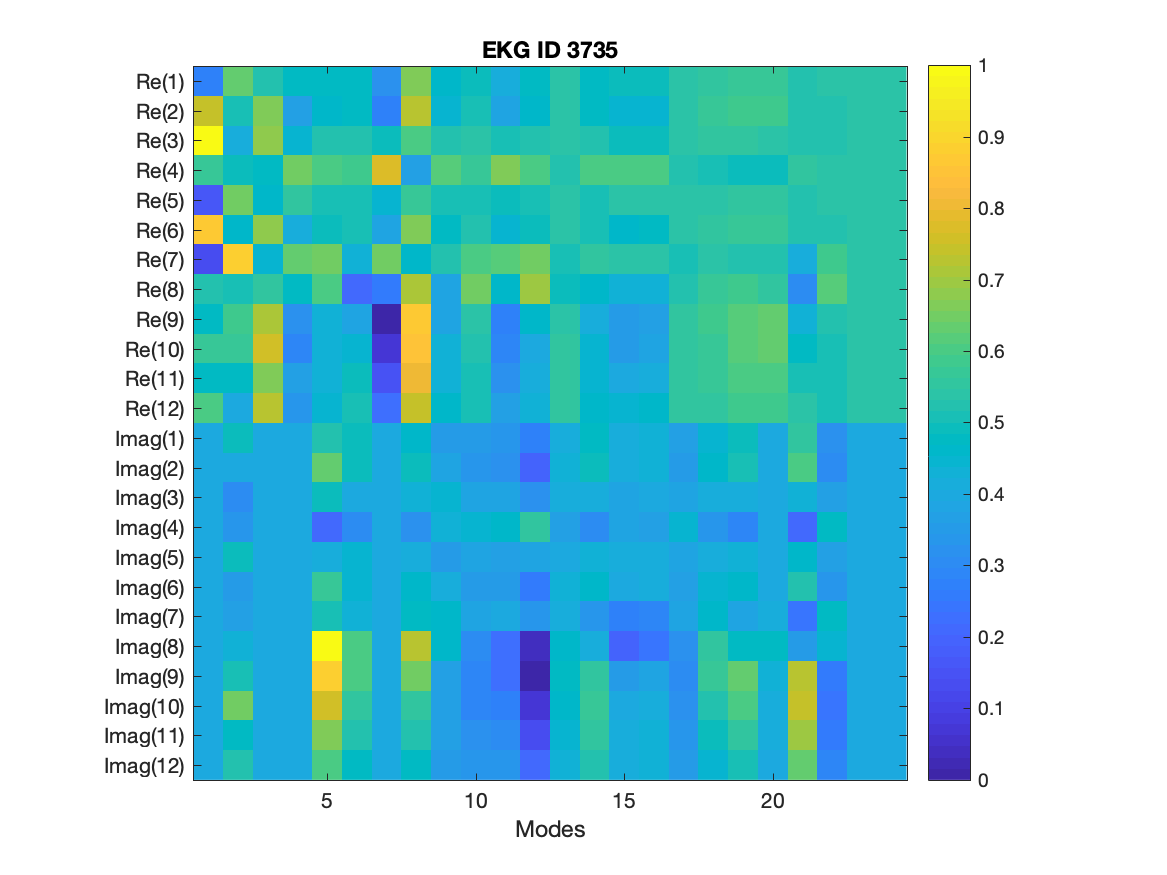 EKG ID 3735
Re(1)
Re(2)
Re(3)
Re(4)
Re(5)
Re(6)
Re(7)
Re(8)
Re(9)
Re(10)
Re(11)
Re(12)
Imag(1)
Imag(2)
Imag(3)
Imag(4)
Imag(5)
Imag(6)
Imag(7)
Imag(8)
Imag(9)
Imag(10)
Imag(11)
Imag(12)
5 10 15 20
Modes
1
0.9
0.8
0.7
0.6
0.5
0.4
0.3
0.2
0.1
0